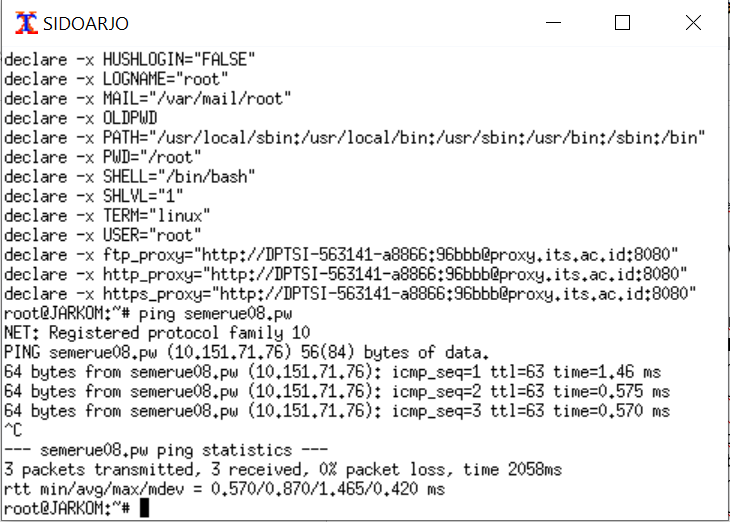 SIDOARJO
declare -x HUSHLOGIN="FALSE"
declare -x LOGNAME="root"
declare -x MAIL="/var/mail/root"
declare -x OLDPWD
declare -x PATH="/usr/local/sbin:/usr/local/bin:/usr/sbin:/usr/bin:/sbin:/bin"
declare -x PWD="/root"
declare -x SHELL="/bin/bash"
declare -x SHLVL="1"
declare -x TERM="linux"
declare -x USER="root"
declare -x ftp_proxy="http://DPTSI-563141-a8866:96bbb@proxy.its.ac.id:8080"
declare -x http_proxy="http://DPTSI-563141-a8866:96bbb@proxy.its.ac.id:8080"
declare -x https_proxy="http://DPTSI-563141-a8866:96bbb@proxy.its.ac.id:8080"
root@JARKOM:~# ping semerue08.pw
NET: Registered protocol family 10
PING semerue08.pw (10.151.71.76) 56(84) bytes of data.
64 bytes from semerue08.pw (10.151.71.76): icmp_seq=1 ttl=63 time=1.46 ms
64 bytes from semerue08.pw (10.151.71.76): icmp_seq=2 ttl=63 time=0.575 ms
64 bytes from semerue08.pw (10.151.71.76): icmp_seq=3 ttl=63 time=0.570 ms
^C
--- semerue08.pw ping statistics ---
3 packets transmitted, 3 received, 0% packet loss, time 2058ms
rtt min/avg/max/mdev = 0.570/0.870/1.465/0.420 ms
root@JARKOM:~#